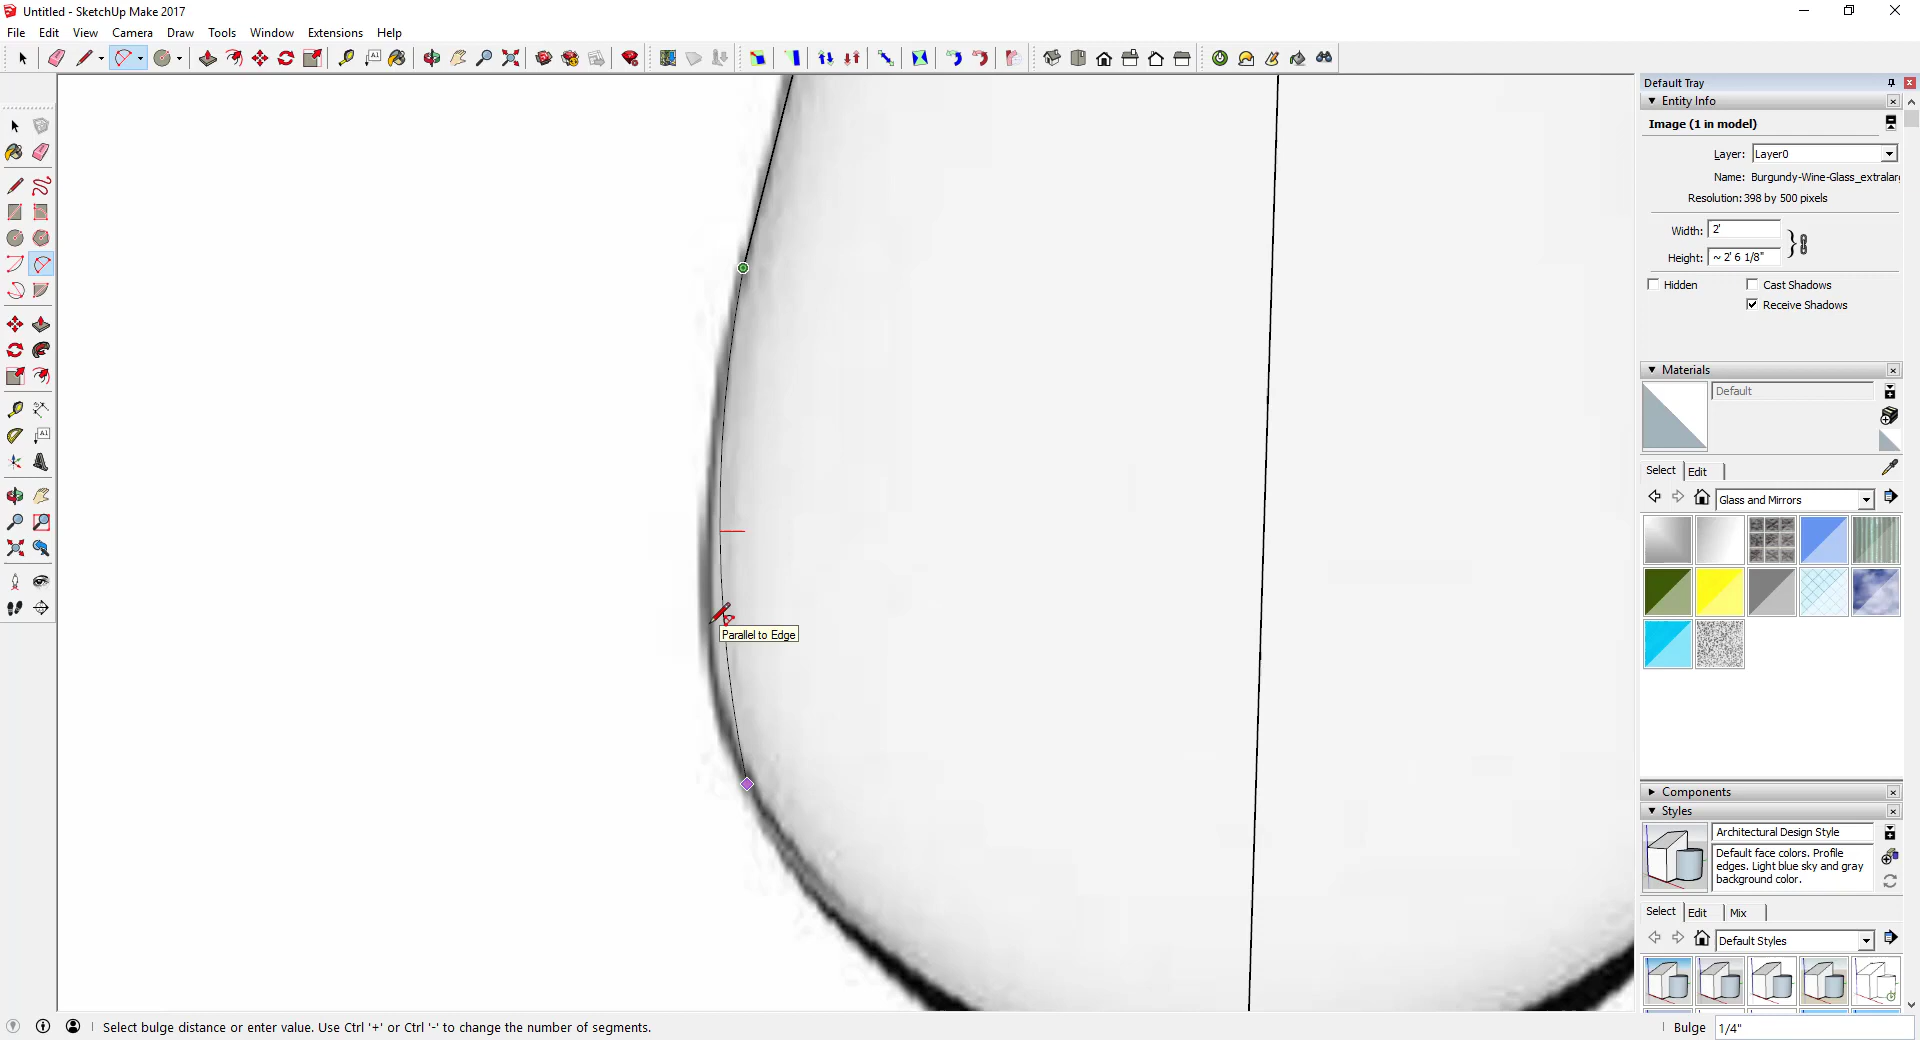 Untitled - SketchUp Make 2017
File Edit View Camera Draw Tools Window Extensions Help
Default Tray
Entity Info
Image (1 in model)
Layer: Layer0
Name: Burgundy-Wine-Glass_extralar
Resolution: 398 by 500 pixels
Width: 2'
Height: ~ 2' 6 1/8"
Hidden Cast Shadows
Receive Shadows
Materials
Default
Select Edit
Glass and Mirrors
Parallel to Edge
Components
Styles
Architectural Design Style
Default face colors. Profile
edges. Light blue sky and gray
background color.
Select Edit Mix
Default Styles
Select bulge distance or enter value. Use Ctrl '+' or Ctrl '-' to change the number of segments.
Bulge 1/4"